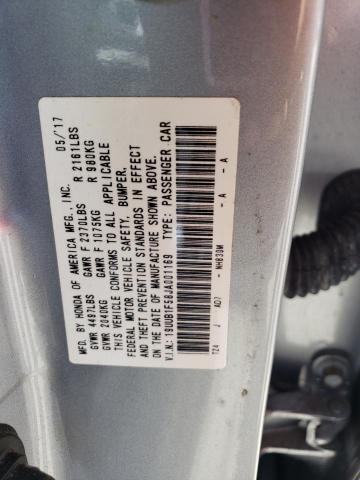 MFD. BY HONDA OF AMERICA MFG., INC. 05/'17
GVWR 4497LBS GAWR F 2370LBS R 2161LBS
GVWR 2040KG GAWR F 1075KG R 980KG
THIS VEHICLE CONFORMS TO ALL APPLICABLE
FEDERAL MOTOR VEHICLE SAFETY, BUMPER,
AND THEFT PREVENTION STANDARDS IN EFFECT
ON THE DATE OF MANUFACTURE SHOWN ABOVE.
V.I.N.: 19UUB1F58JA001169 TYPE: PASSENGER CAR
TZ4 J AD7 NH830M A - A